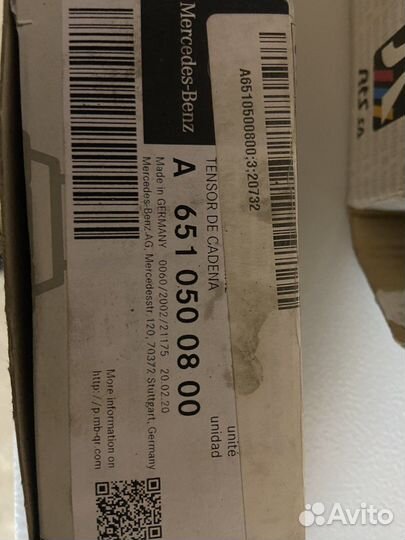 Mercedes-Benz
A6510500800;3;20732
unité
unidad
TENSOR DE CADENA
A 651 050 08 00
Made in GERMANY 0060/2002/21175 20.02.20
Mercedes-Benz AG, Mercedesstr. 120, 70372 Stuttgart, Germany
More information on
http://p.mb-qr.com
Avito